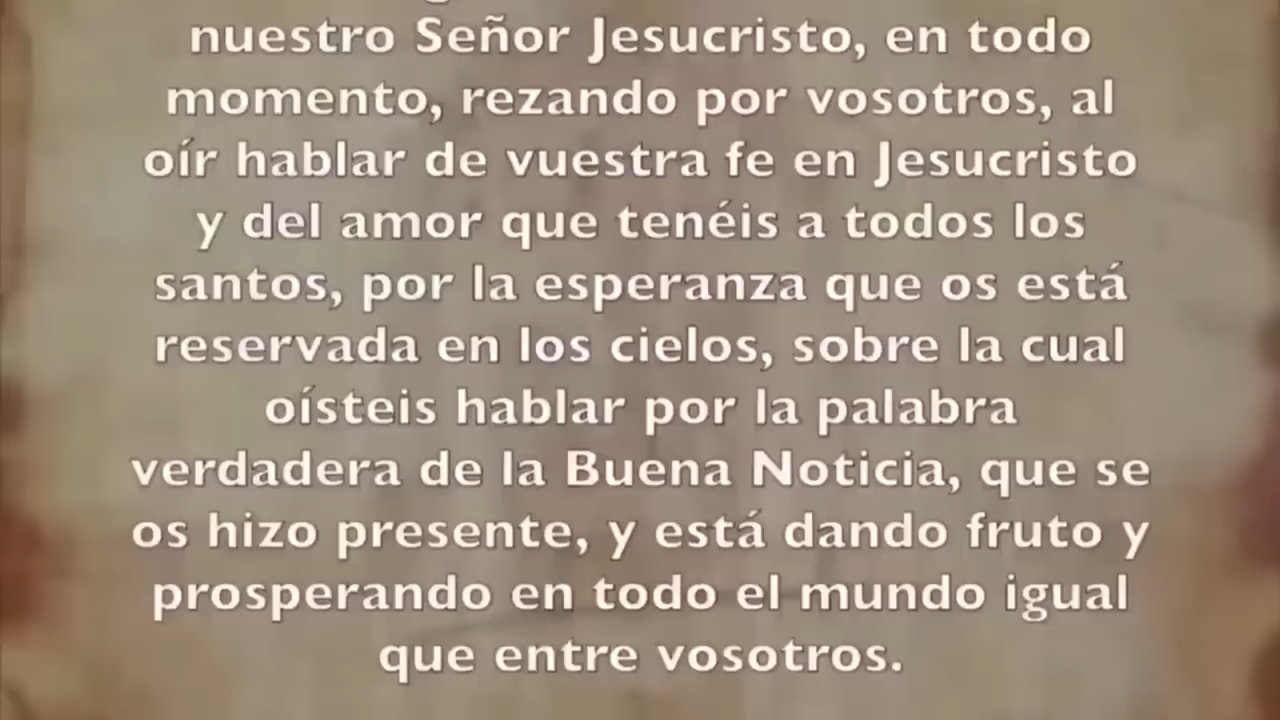 nuestro Señor Jesucristo, en todo
momento, rezando por vosotros, al
oír hablar de vuestra fe en Jesucristo
y del amor que tenéis a todos los
santos, por la esperanza que os está
reservada en los cielos, sobre la cual
oísteis hablar por la palabra
verdadera de la Buena Noticia, que se
os hizo presente, y está dando fruto y
prosperando en todo el mundo igual
que entre vosotros.